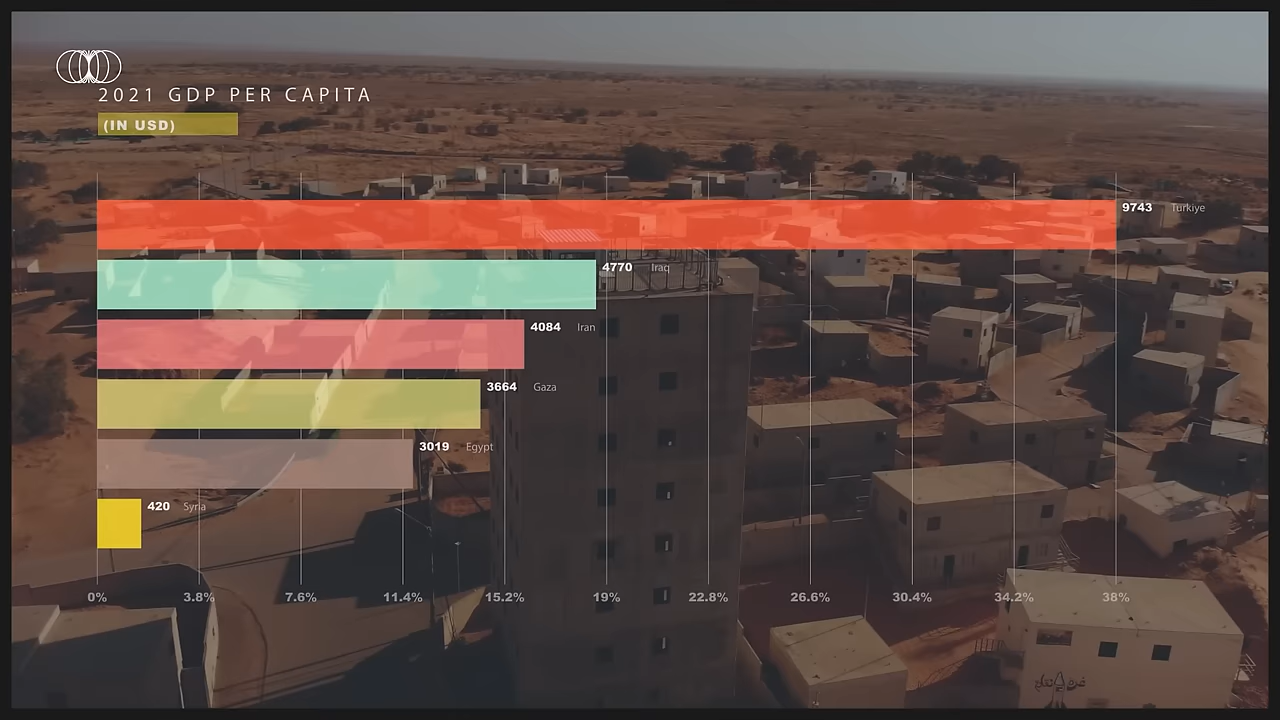 2021 GDP PER CAPITA
(IN USD)
9743 Turkiye
4770 Iraq
4084 Iran
3664 Gaza
3019 Egypt
420 Syria
0% 3.8% 7.6% 11.4% 15.2% 19% 22.8% 26.6% 30.4% 34.2% 38%